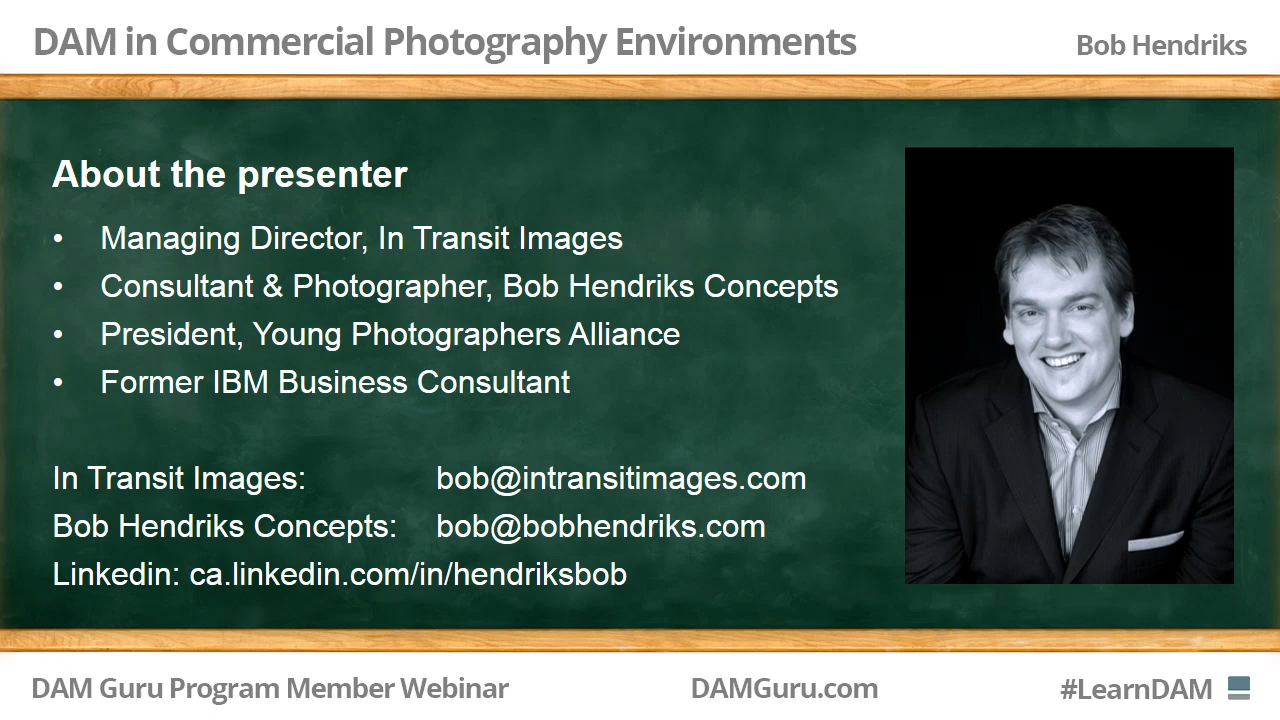 DAM in Commercial Photography Environments
Bob Hendriks
About the presenter
• Managing Director, In Transit Images
• Consultant & Photographer, Bob Hendriks Concepts
• President, Young Photographers Alliance
• Former IBM Business Consultant
In Transit Images: bob@intransitimages.com
Bob Hendriks Concepts: bob@bobhendriks.com
Linkedin: ca.linkedin.com/in/hendriksbob
DAM Guru Program Member Webinar
DAMGuru.com
#LearnDAM